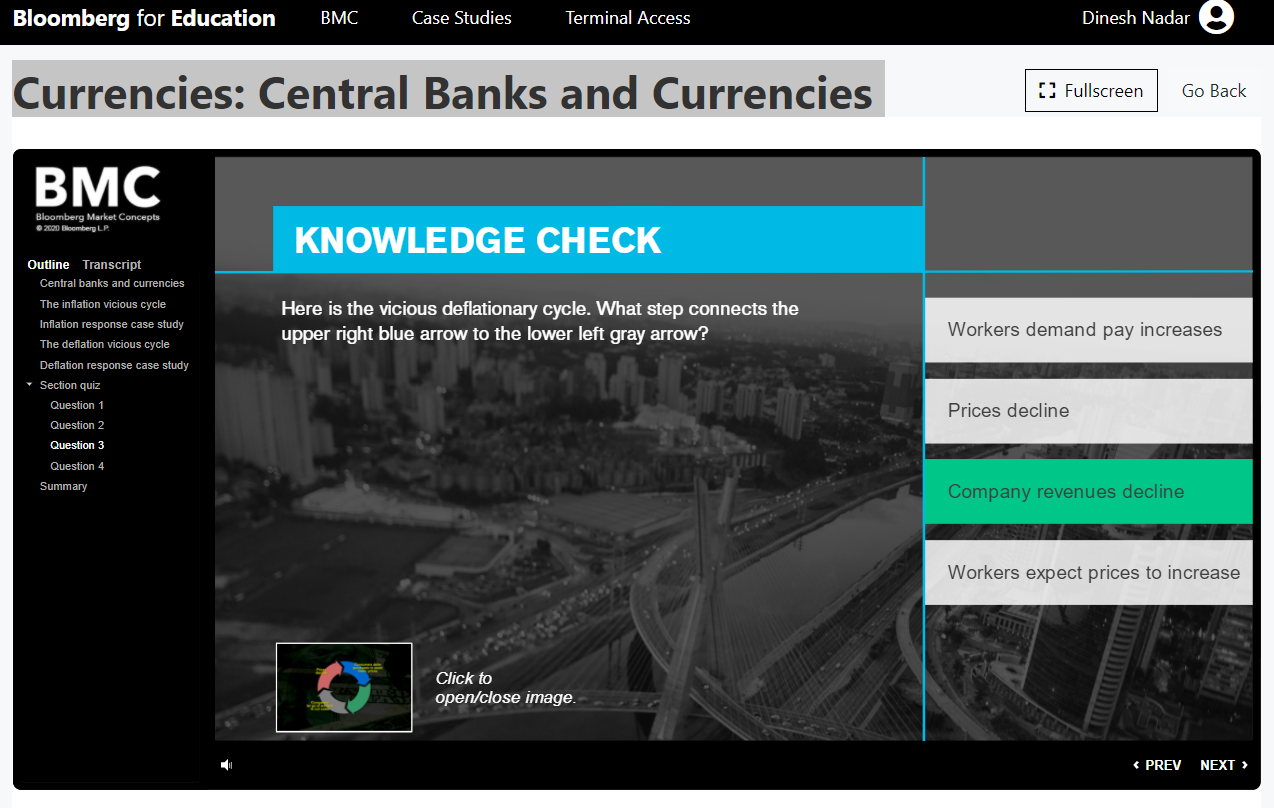 Bloomberg for Education BMC Case Studies Terminal Access Dinesh Nadar
Currencies: Central Banks and Currencies
Fullscreen Go Back
BMC
Bloomberg Market Concepts
© 2020 Bloomberg L.P.
Outline Transcript
Central banks and currencies
The inflation vicious cycle
Inflation response case study
The deflation vicious cycle
Deflation response case study
Section quiz
Question 1
Question 2
Question 3
Question 4
Summary
KNOWLEDGE CHECK
Here is the vicious deflationary cycle. What step connects the
upper right blue arrow to the lower left gray arrow?
Workers demand pay increases
Prices decline
Company revenues decline
Workers expect prices to increase
Click to
open/close image.
PREV NEXT